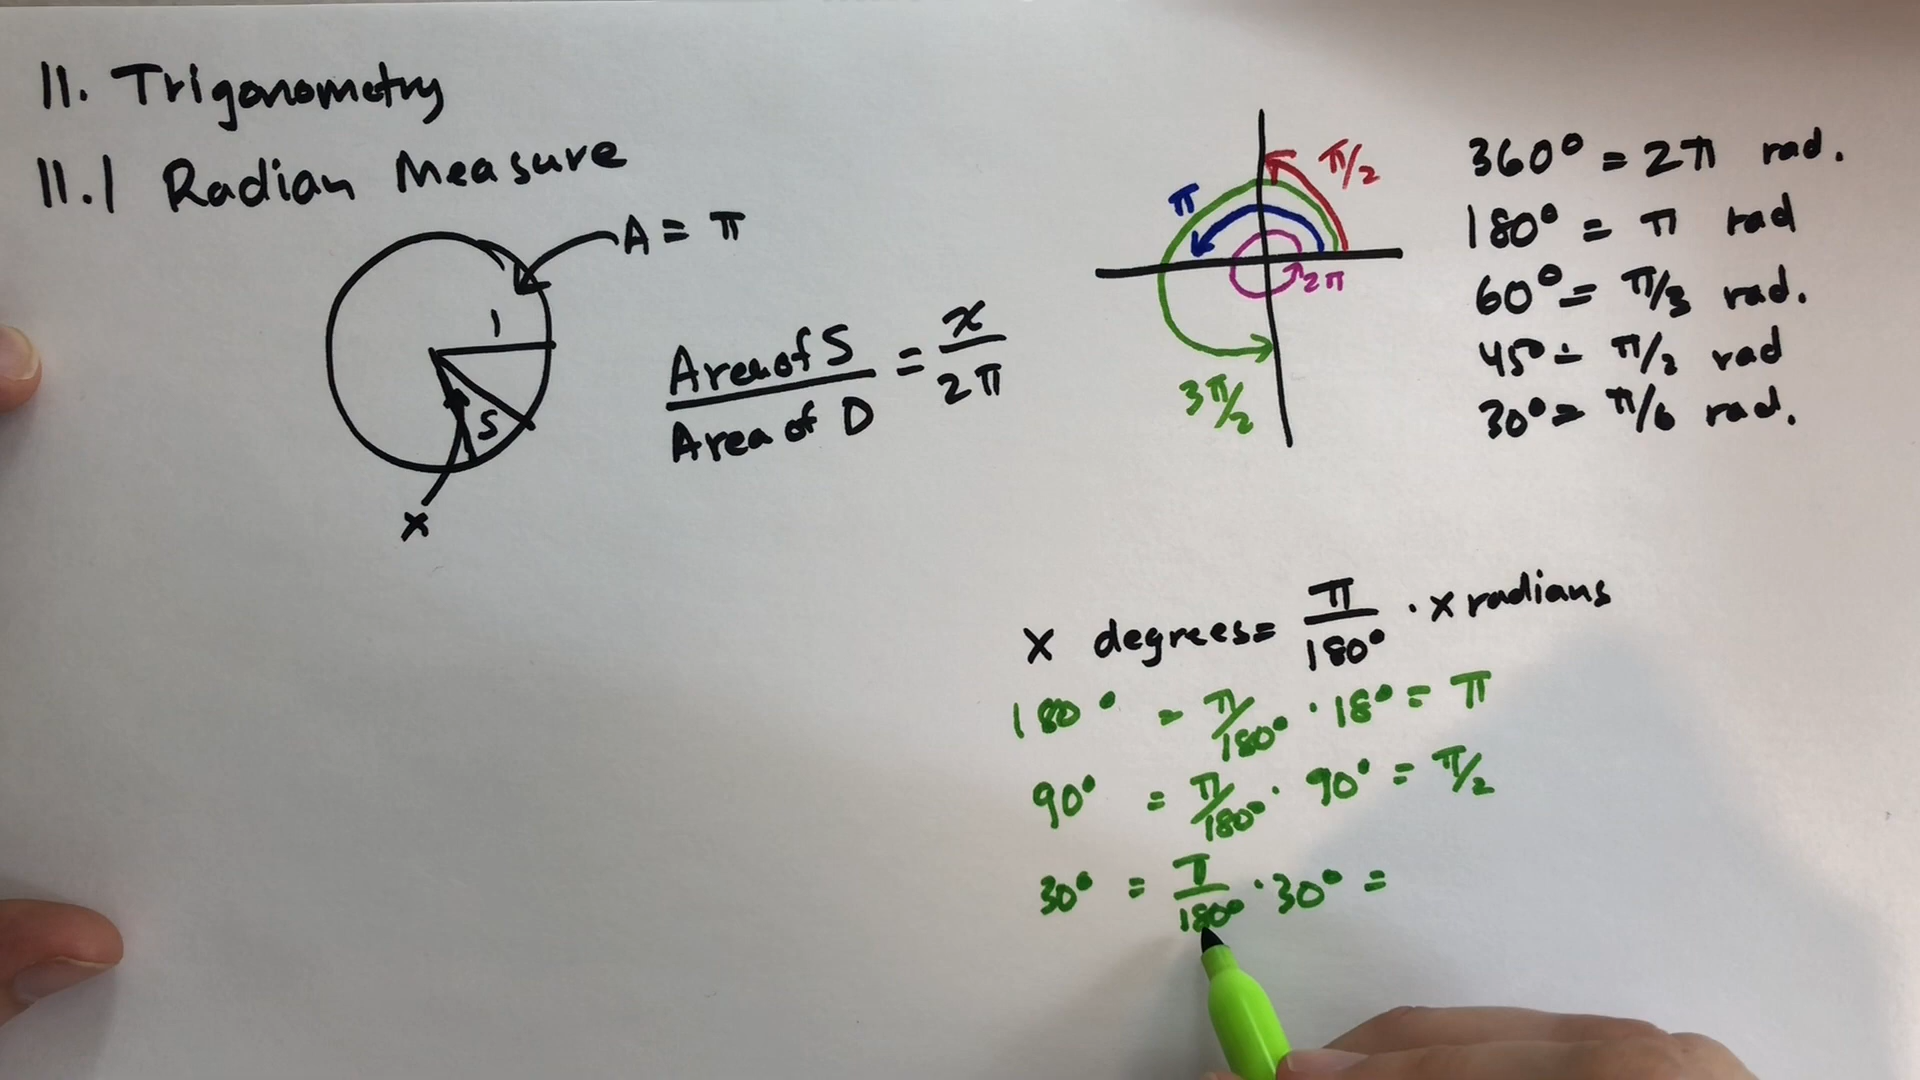 11. Trigonometry
11.1 Radian Measure
A = π
1
S
x
Area of S / Area of D = x / 2π
π/2
π
2π
3π/2
360° = 2π rad.
180° = π rad
60° = π/3 rad.
45° = π/2 rad
30° = π/6 rad.
x degrees = π/180° · x radians
180° = π/180° · 18° = π
90° = π/180° · 90° = π/2
30° = π/180° · 30° =